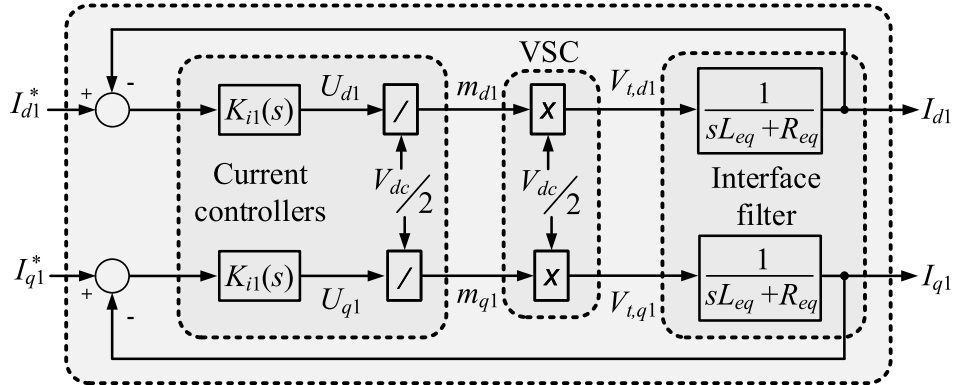 VSC
I*d1
+
-
Ki1(s)
Ud1
/
md1
x
Vt,d1
1
sLeq +Req
Id1
Current
controllers
Vdc/2
Vdc/2
Interface
filter
I*q1
+
-
Ki1(s)
Uq1
/
mq1
x
Vt,q1
1
sLeq +Req
Iq1